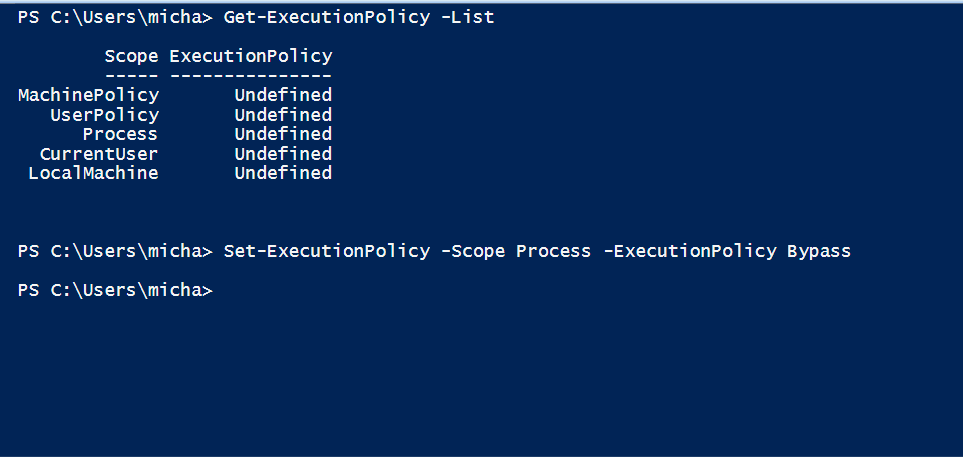 PS C:\Users\micha> Get-ExecutionPolicy -List
Scope ExecutionPolicy
----- ---------------
MachinePolicy Undefined
UserPolicy Undefined
Process Undefined
CurrentUser Undefined
LocalMachine Undefined
PS C:\Users\micha> Set-ExecutionPolicy -Scope Process -ExecutionPolicy Bypass
PS C:\Users\micha>